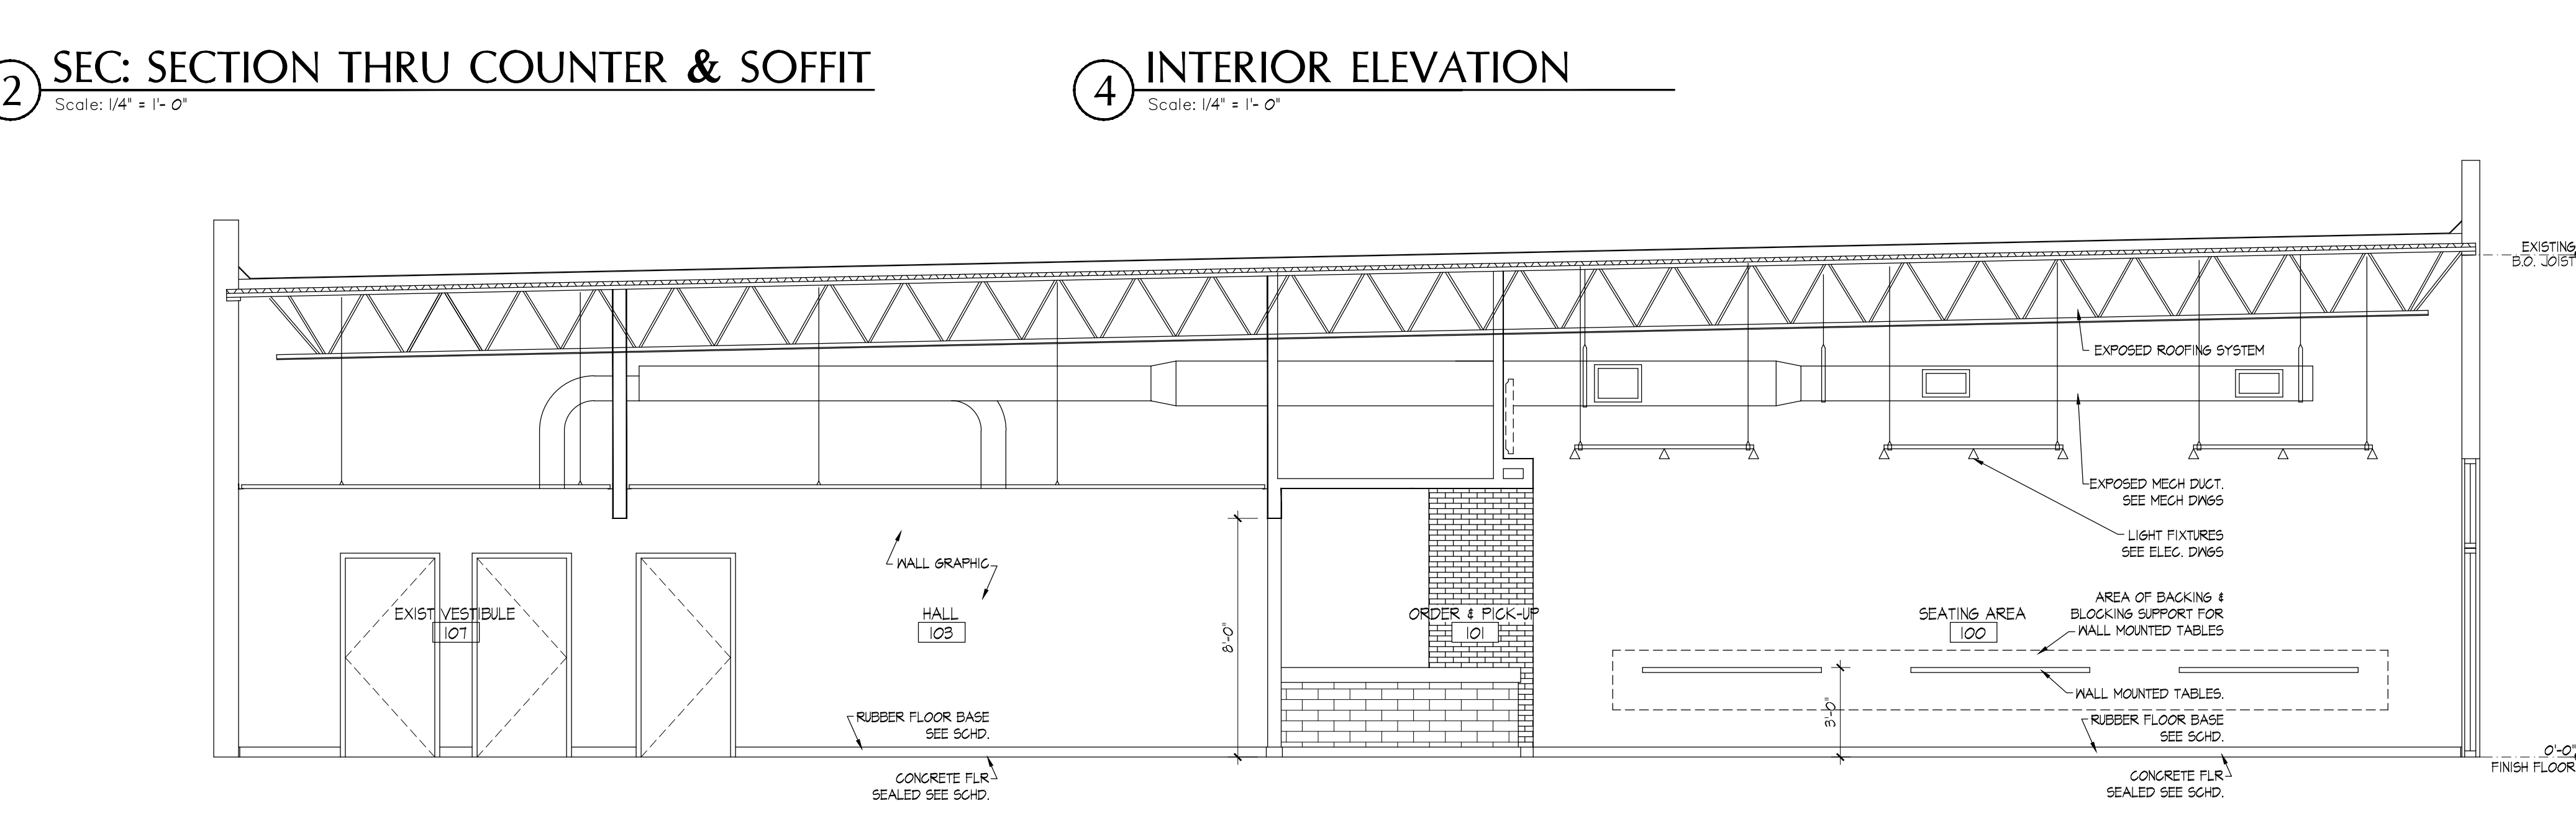 2
SEC: SECTION THRU COUNTER & SOFFIT
Scale: 1/4" = 1'- 0"
4
INTERIOR ELEVATION
Scale: 1/4" = 1'- 0"
EXISTING
B.O. JOIST
EXPOSED ROOFING SYSTEM
EXPOSED MECH DUCT.
SEE MECH DWGS
LIGHT FIXTURES
SEE ELEC. DWGS
WALL GRAPHIC
EXIST VESTIBULE
107
HALL
103
8'-0"
ORDER & PICK-UP
101
SEATING AREA
100
AREA OF BACKING &
BLOCKING SUPPORT FOR
WALL MOUNTED TABLES
WALL MOUNTED TABLES.
3'-0"
RUBBER FLOOR BASE
SEE SCHD.
RUBBER FLOOR BASE
SEE SCHD.
CONCRETE FLR
SEALED SEE SCHD.
CONCRETE FLR
SEALED SEE SCHD.
0'-0"
FINISH FLOOR